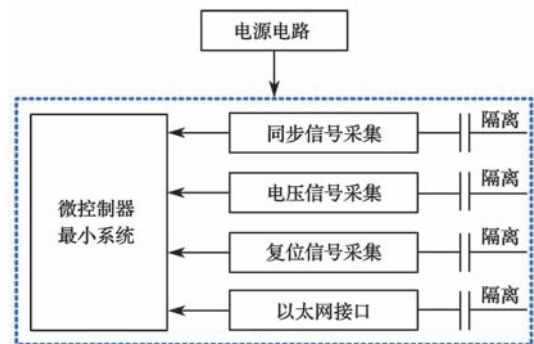 电源电路
同步信号采集
隔离
电压信号采集
隔离
微控制器
最小系统
复位信号采集
隔离
以太网接口
隔离